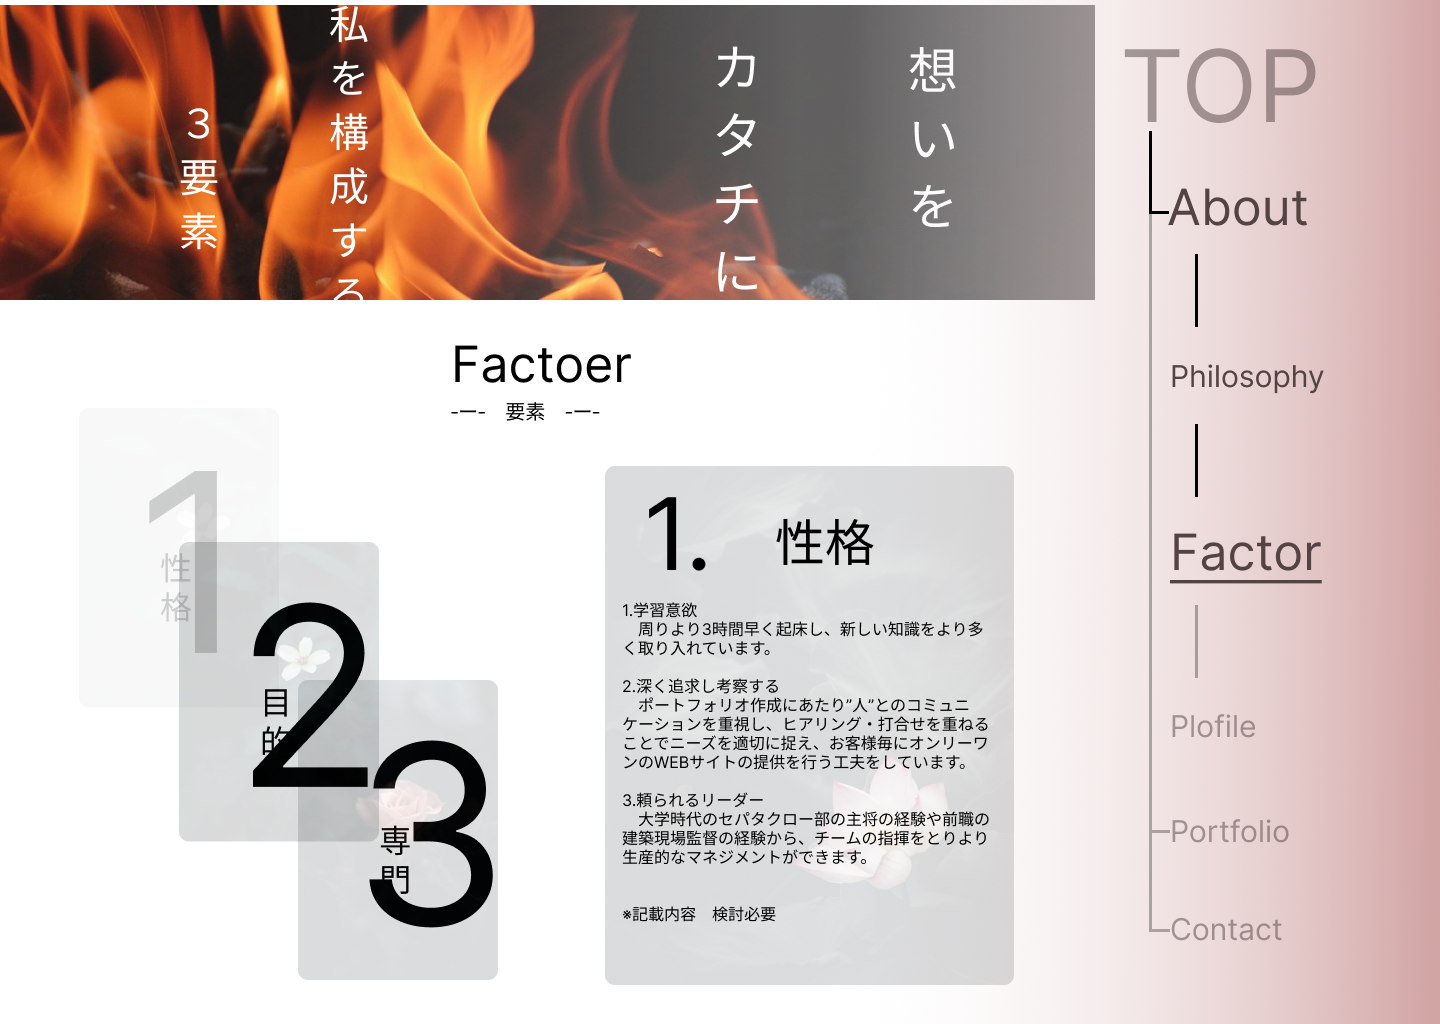 想いを
カタチに
私を構成する
３要素
TOP
About
Philosophy
Factor
Plofile
Portfolio
Contact
Factoer
-ー-　要素　-ー-
1
性格
2
目的
3
専門
1.　性格
1.学習意欲
　周りより3時間早く起床し、新しい知識をより多
く取り入れています。
2.深く追求し考察する
　ポートフォリオ作成にあたり”人”とのコミュニ
ケーションを重視し、ヒアリング・打合せを重ねる
ことでニーズを適切に捉え、お客様毎にオンリーワ
ンのWEBサイトの提供を行う工夫をしています。
3.頼られるリーダー
　大学時代のセパタクロー部の主将の経験や前職の
建築現場監督の経験から、チームの指揮をとりより
生産的なマネジメントができます。
※記載内容　検討必要